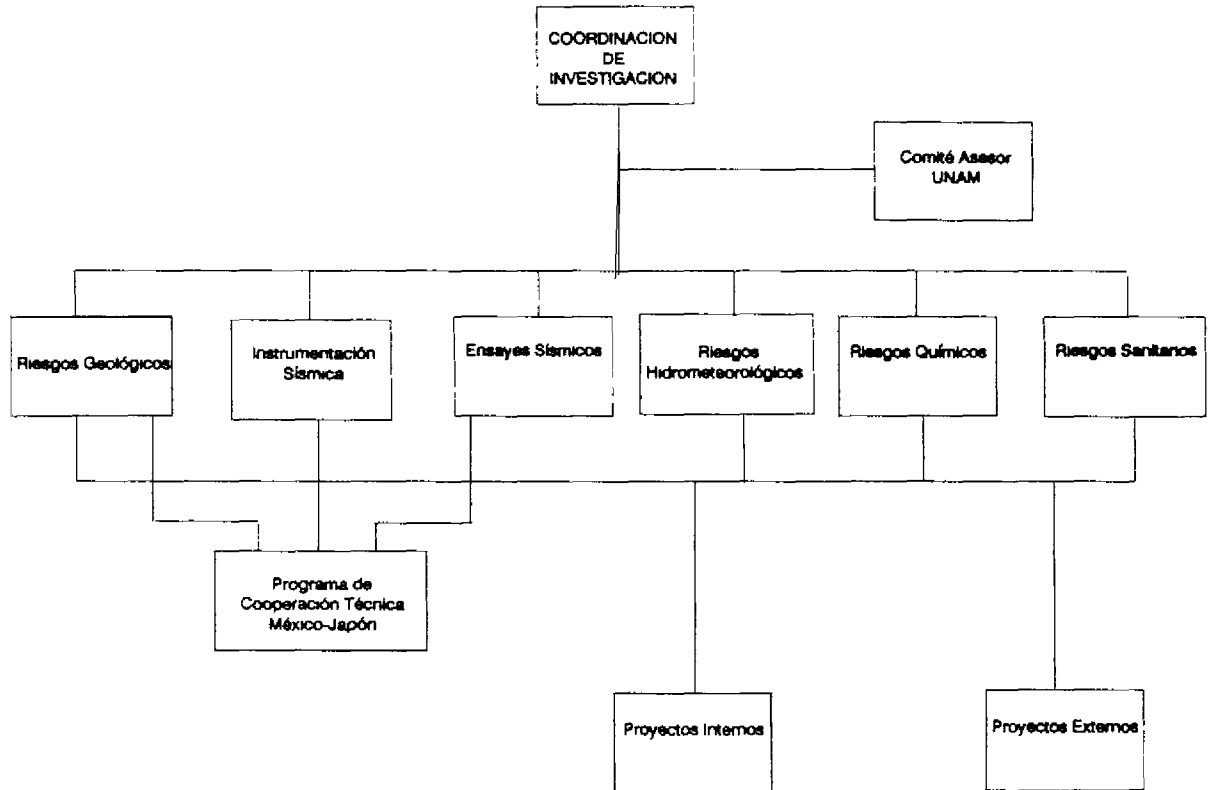 COORDINACION
DE
INVESTIGACION
Comité Asesor
UNAM
Riesgos Geológicos
Instrumentación
Sísmica
Ensayes Sísmicos
Riesgos
Hidrometeorológicos
Riesgos Químicos
Riesgos Sanitarios
Programa de
Cooperación Técnica
México-Japón
Proyectos Internos
Proyectos Externos